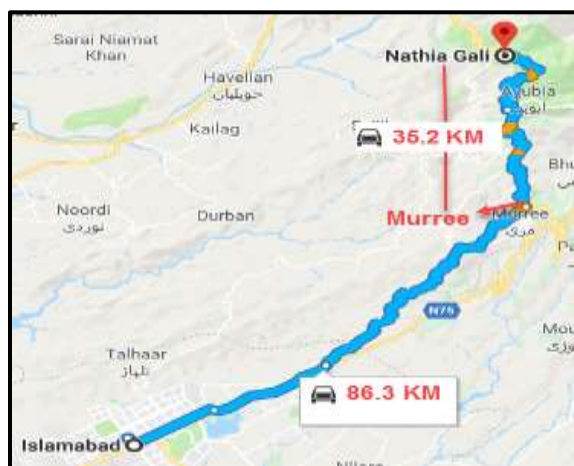 Sarai Niamat
Khan
Nathia Gali
Havelian
حویلیاں
Ayubia
Kailag
35.2 KM
Noordi
نوردی
Durban
Murree
Murree
مری
N75
Talhaar
تلہاڑ
86.3 KM
Islamabad